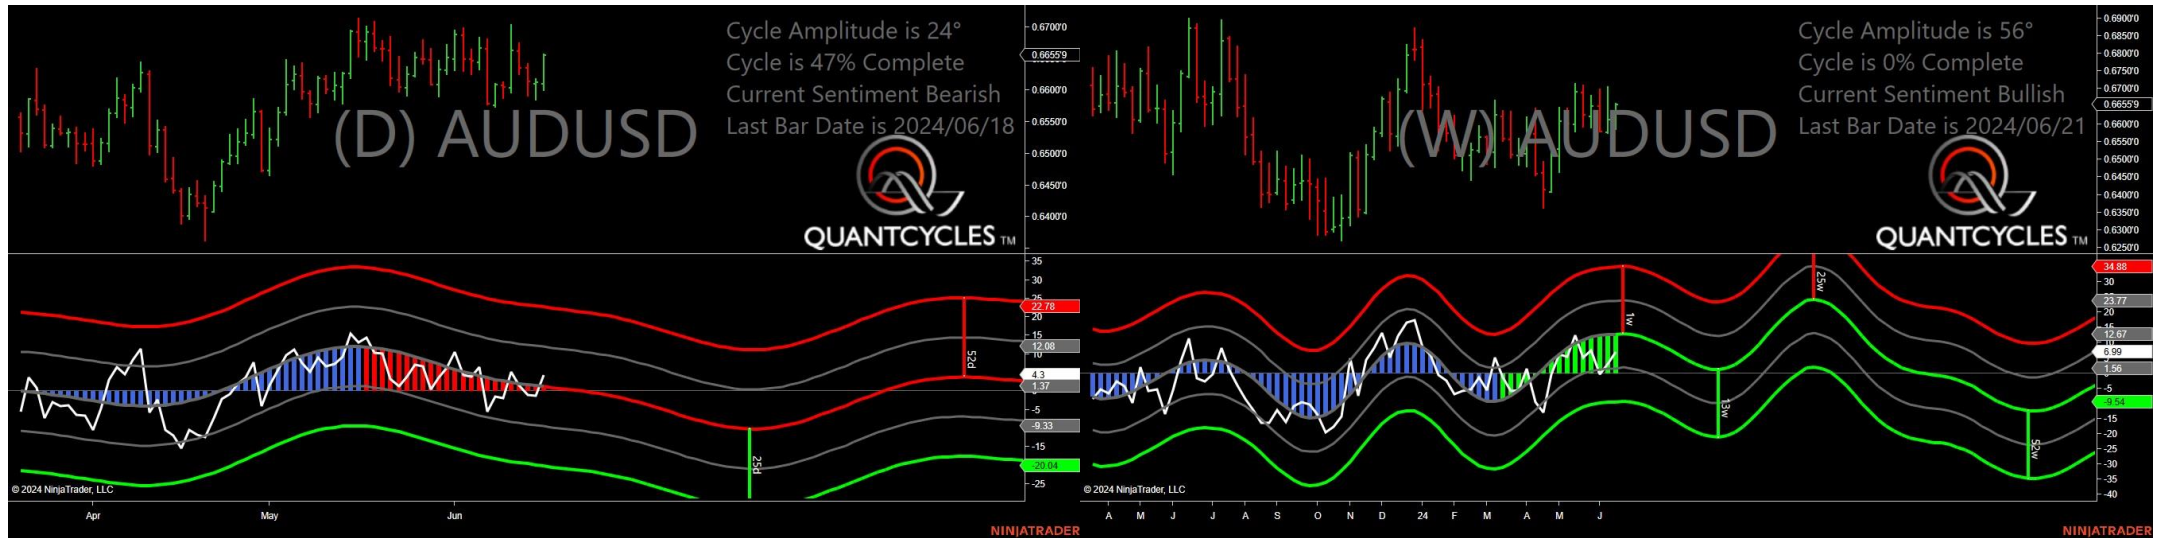 Cycle Amplitude is 24°
Cycle is 47% Complete
Current Sentiment Bearish
Last Bar Date is 2024/06/18
(D) AUDUSD
QUANTCYCLES TM
0.6700'0
0.6655'9
0.6600'0
0.6550'0
0.6500'0
0.6450'0
0.6400'0
35
30
25
22.78
20
15
12.08
10
4.3
1.37
-5
-9.33
-15
-20.04
-25
52d
25d
© 2024 NinjaTrader, LLC
Apr May Jun
NINJATRADER
Cycle Amplitude is 56°
Cycle is 0% Complete
Current Sentiment Bullish
Last Bar Date is 2024/06/21
(W) AUDUSD
QUANTCYCLES TM
0.6900'0
0.6850'0
0.6800'0
0.6750'0
0.6700'0
0.6655'9
0.6600'0
0.6550'0
0.6500'0
0.6450'0
0.6400'0
0.6350'0
0.6300'0
0.6250'0
34.88
30
23.77
20
12.67
6.99
1.56
-5
-9.54
-15
-20
-25
-30
-35
-40
1w
13w
25w
52w
© 2024 NinjaTrader, LLC
A M J J A S O N D 24 F M A M J
NINJATRADER